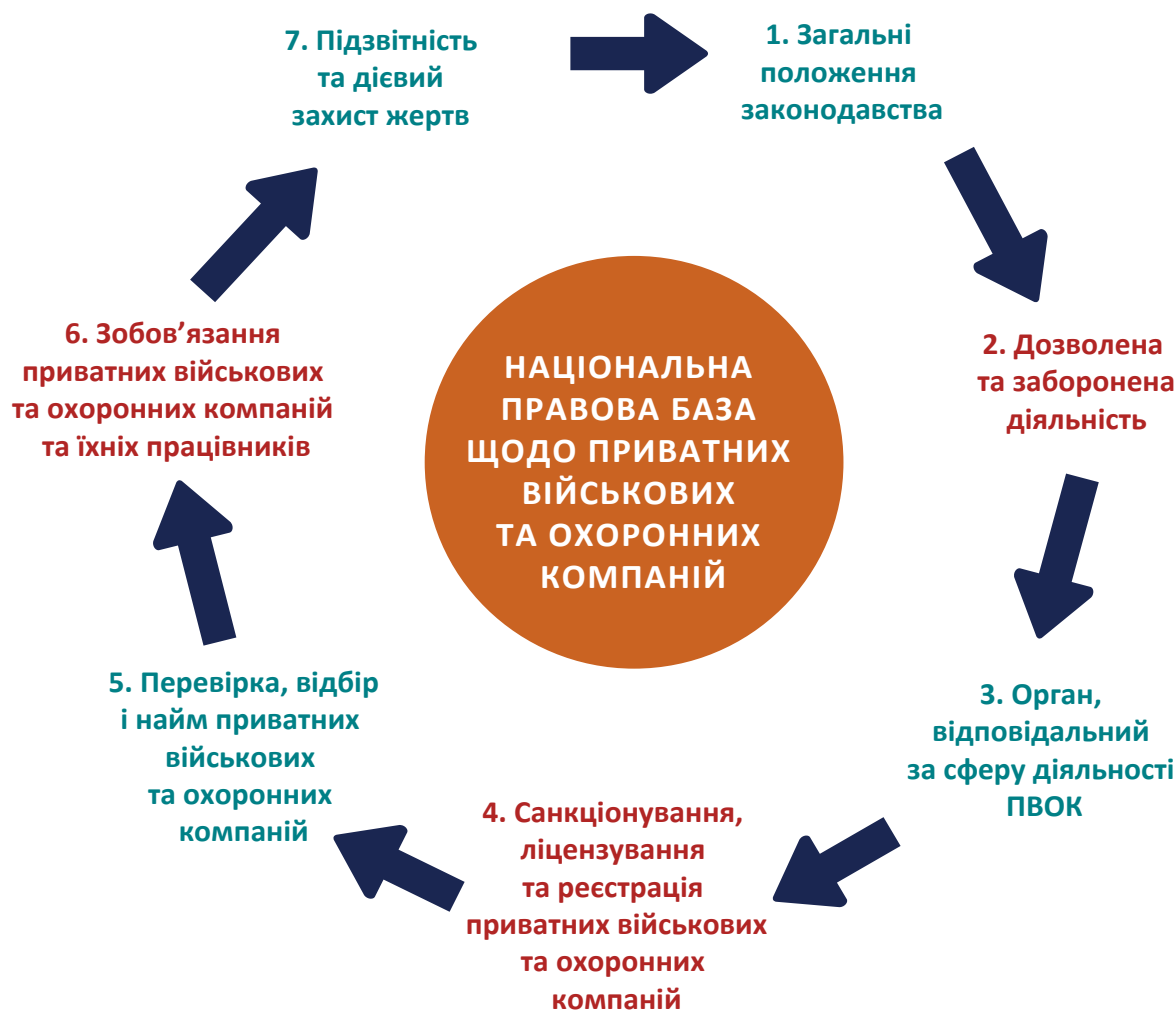 7. Підзвітність
та дієвий
захист жертв
1. Загальні
положення
законодавства
2. Дозволена
та заборонена
діяльність
3. Орган,
відповідальний
за сферу діяльності
ПВОК
4. Санкціонування,
ліцензування
та реєстрація
приватних військових
та охоронних
компаній
5. Перевірка, відбір
і найм приватних
військових
та охоронних
компаній
6. Зобов’язання
приватних військових
та охоронних компаній
та їхніх працівників
НАЦІОНАЛЬНА
ПРАВОВА БАЗА
ЩОДО ПРИВАТНИХ
ВІЙСЬКОВИХ
ТА ОХОРОННИХ
КОМПАНІЙ